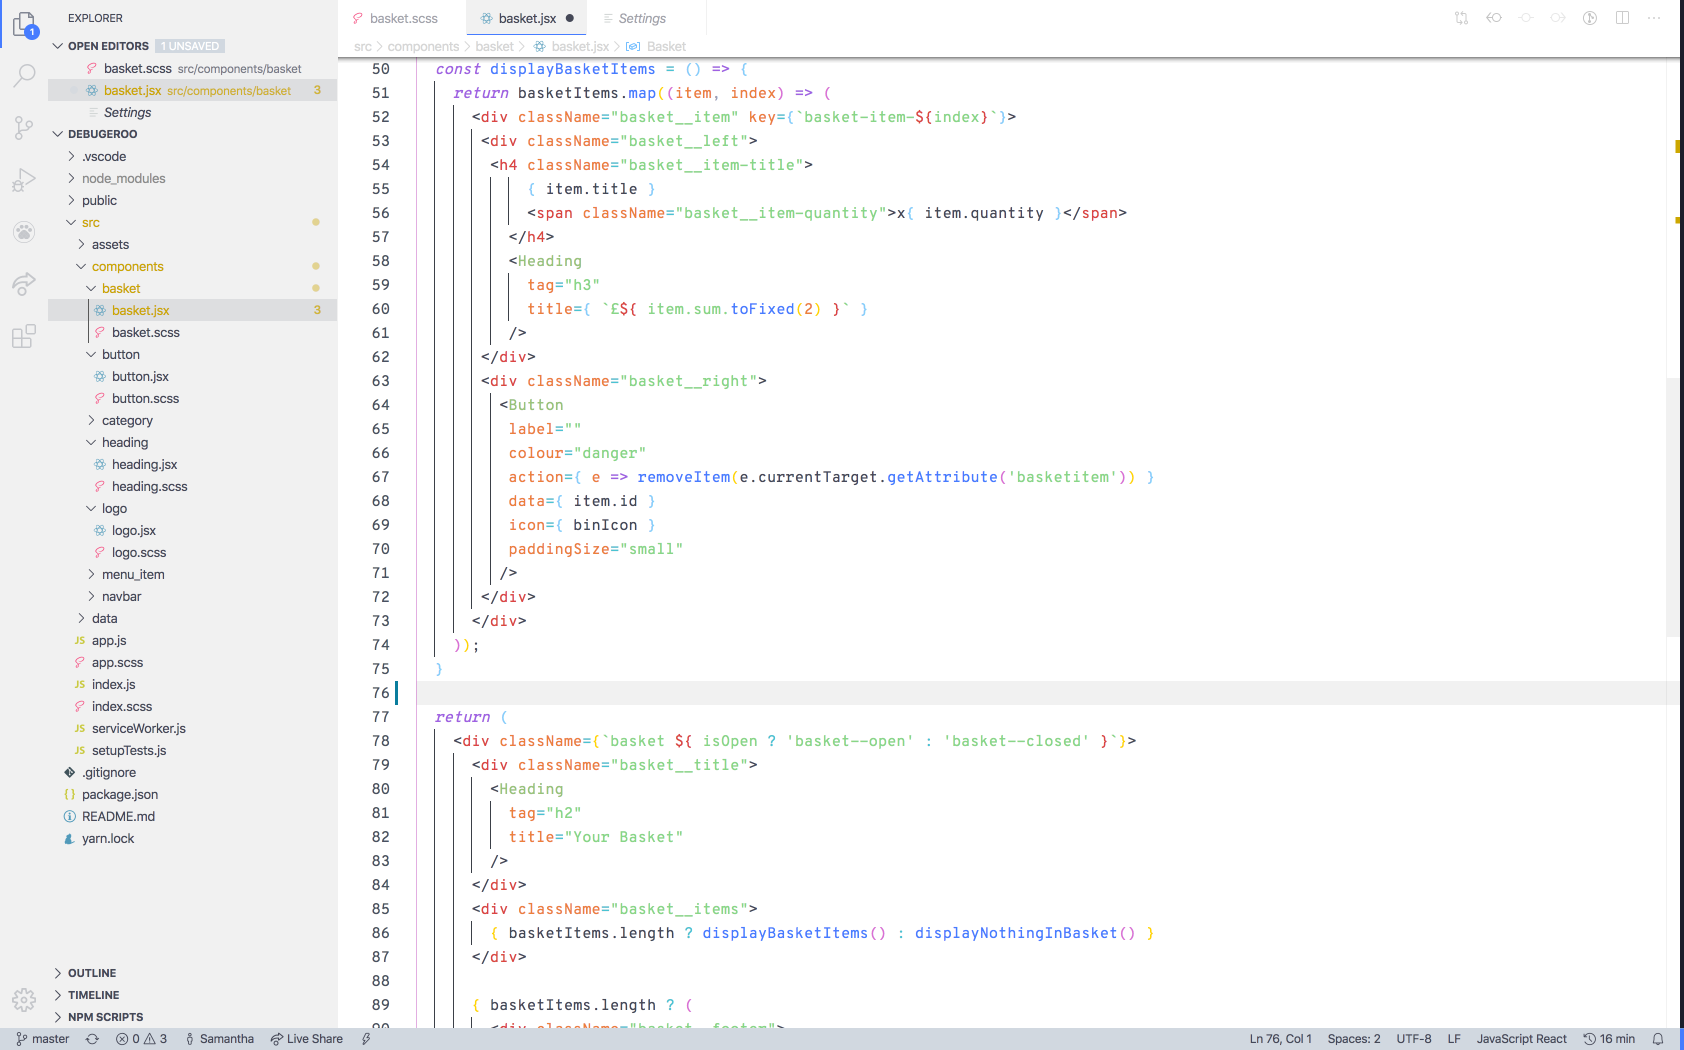 EXPLORER
OPEN EDITORS 1 UNSAVED
basket.scss src/components/basket
basket.jsx src/components/basket 3
Settings
DEBUGEROO
.vscode
node_modules
public
src
assets
components
basket
basket.jsx 3
basket.scss
button
button.jsx
button.scss
category
heading
heading.jsx
heading.scss
logo
logo.jsx
logo.scss
menu_item
navbar
data
JS app.js
app.scss
JS index.js
index.scss
JS serviceWorker.js
JS setupTests.js
.gitignore
{} package.json
README.md
yarn.lock
OUTLINE
TIMELINE
NPM SCRIPTS
1
basket.scss basket.jsx ● Settings
src > components > basket > basket.jsx > Basket
50 const displayBasketItems = () => {
51 return basketItems.map((item, index) => (
52 <div className="basket__item" key={`basket-item-${index}`}>
53 <div className="basket__left">
54 <h4 className="basket__item-title">
55 { item.title }
56 <span className="basket__item-quantity">x{ item.quantity }</span>
57 </h4>
58 <Heading
59 tag="h3"
60 title={ `£${ item.sum.toFixed(2) }` }
61 />
62 </div>
63 <div className="basket__right">
64 <Button
65 label=""
66 colour="danger"
67 action={ e => removeItem(e.currentTarget.getAttribute('basketitem')) }
68 data={ item.id }
69 icon={ binIcon }
70 paddingSize="small"
71 />
72 </div>
73 </div>
74 ));
75 }
76
77 return (
78 <div className={`basket ${ isOpen ? 'basket--open' : 'basket--closed' }`}>
79 <div className="basket__title">
80 <Heading
81 tag="h2"
82 title="Your Basket"
83 />
84 </div>
85 <div className="basket__items">
86 { basketItems.length ? displayBasketItems() : displayNothingInBasket() }
87 </div>
88
89 { basketItems.length ? (
90 <div className="basket__footer">
master 0 3 Samantha Live Share Ln 76, Col 1 Spaces: 2 UTF-8 LF JavaScript React 16 min